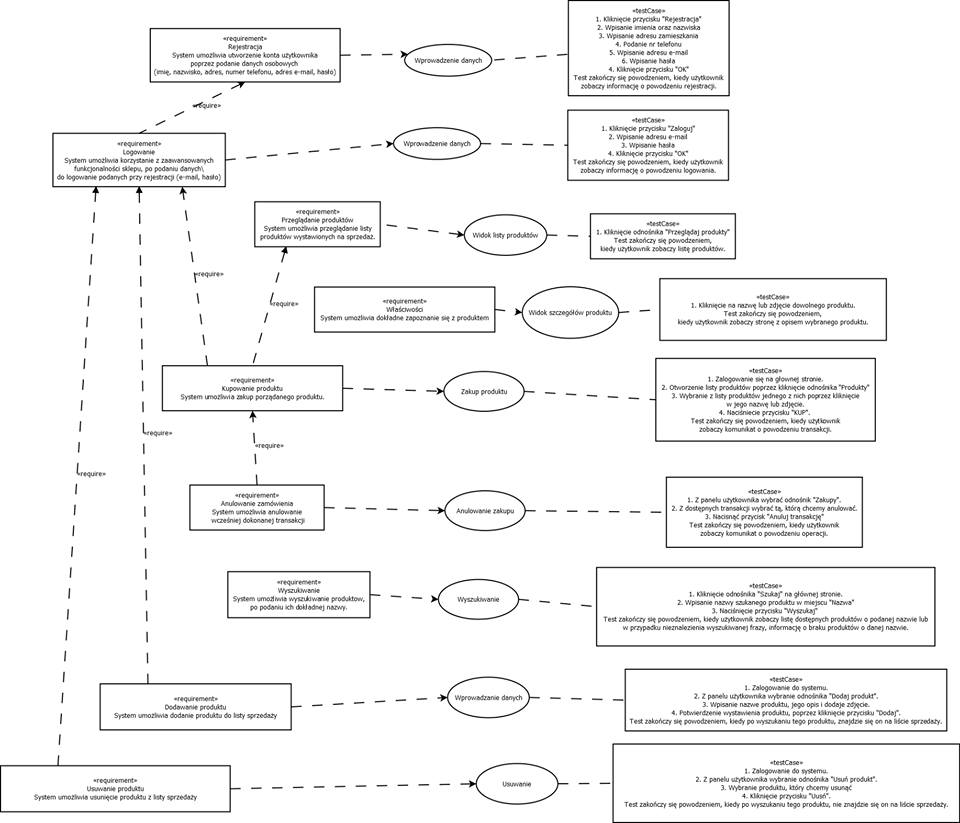 «requirement»
Rejestracja
System umożliwia utworzenie konta użytkownika
poprzez podanie danych osobowych
(imię, nazwisko, adres, numer telefonu, adres e-mail, hasło)
Wprowadzenie danych
«testCase»
1. Kliknięcie przycisku "Rejestracja"
2. Wpisanie imienia oraz nazwiska
3. Wpisanie adresu zamieszkania
4. Podanie nr telefonu
5. Wpisanie adresu e-mail
6. Wpisanie hasła
4. Kliknięcie przycisku "OK"
Test zakończy się powodzeniem, kiedy użytkownik
zobaczy informację o powodzeniu rejestracji.
«require»
«requirement»
Logowanie
System umożliwia korzystanie z zaawansowanych
funkcjonalności sklepu, po podaniu danych\
do logowanie podanych przy rejestracji (e-mail, hasło)
Wprowadzenie danych
«testCase»
1. Kliknięcie przycisku "Zaloguj"
2. Wpisanie adresu e-mail
3. Wpisanie hasła
4. Kliknięcie przycisku "OK"
Test zakończy się powodzeniem, kiedy użytkownik
zobaczy informację o powodzeniu logowania.
«requirement»
Przeglądanie produktów
System umożliwia przeglądanie listy
produktów wystawionych na sprzedaż.
Widok listy produktów
«testCase»
1. Kliknięcie odnośnika "Przeglądaj produkty"
Test zakończy się powodzeniem,
kiedy użytkownik zobaczy listę produktów.
«require»
«require»
«requirement»
Właściwości
System umożliwia dokładne zapoznanie się z produktem
Widok szczegółów produktu
«testCase»
1. Kliknięcie na nazwę lub zdjęcie dowolnego produktu.
Test zakończy się powodzeniem,
kiedy użytkownik zobaczy stronę z opisem wybranego produktu.
«requirement»
Kupowanie produktu
System umożliwia zakup porządanego produktu.
Zakup produktu
«testCase»
1. Zalogowanie się na głownej stronie.
2. Otworzenie listy produktów poprzez kliknięcie odnośnika "Produkty"
3. Wybranie z listy produktów jednego z nich poprzez kliknięcie
w jego nazwę lub zdjęcie.
4. Naciśniecie przycisku "KUP".
Test zakończy się powodzeniem, kiedy użytkownik
zobaczy komunikat o powodzeniu transakcji.
«require»
«require»
«require»
«requirement»
Anulowanie zamówienia
System umożliwia anulowanie
wcześniej dokonanej transakcji
Anulowanie zakupu
«testCase»
1. Z panelu użytkownika wybrać odnośnik "Zakupy".
2. Z dostępnych transakcji wybrać tą, którą chcemy anulować.
3. Nacisnąć przycisk "Anuluj transakcję"
Test zakończy się powodzeniem, kiedy użytkownik
zobaczy komunikat o powodzeniu operacji.
«requirement»
Wyszukiwanie
System umożliwia wyszukiwanie produktow,
po podaniu ich dokładnej nazwy.
Wyszukiwanie
«testCase»
1. Kliknięcie odnośnika "Szukaj" na głównej stronie.
2. Wpisanie nazwy szukanego produktu w miejscu "Nazwa"
3. Naciśnięcie przycisku "Wyszukaj"
Test zakończy się powodzeniem, kiedy użytkownik zobaczy listę dostępnych produktów o podanej nazwie lub
w przypadku nieznalezienia wyszukiwanej frazy, informację o braku produktów o danej nazwie.
«requirement»
Dodawanie produktu
System umożliwia dodanie produktu do listy sprzedaży
Wprowadzanie danych
«testCase»
1. Zalogowanie do systemu.
2. Z panelu użytkownika wybranie odnośnika "Dodaj produkt".
3. Wpisanie nazwe produktu, jego opis i dodaje zdjęcie.
4. Potwierdzenie wystawienia produktu, poprzez kliknięcie przycisku "Dodaj".
Test zakończy się powodzeniem, kiedy po wyszukaniu tego produktu, znajdzie się on na liście sprzedaży.
«requirement»
Usuwanie produktu
System umożliwia usunięcie produktu z listy sprzedaży
Usuwanie
«testCase»
1. Zalogowanie do systemu.
2. Z panelu użytkownika wybranie odnośnika "Usuń produkt".
3. Wybranie produktu, który chcemy usunąć
4. Kliknięcie przycisku "Uusń".
Test zakończy się powodzeniem, kiedy po wyszukaniu tego produktu, nie znajdzie się on na liście sprzedaży.